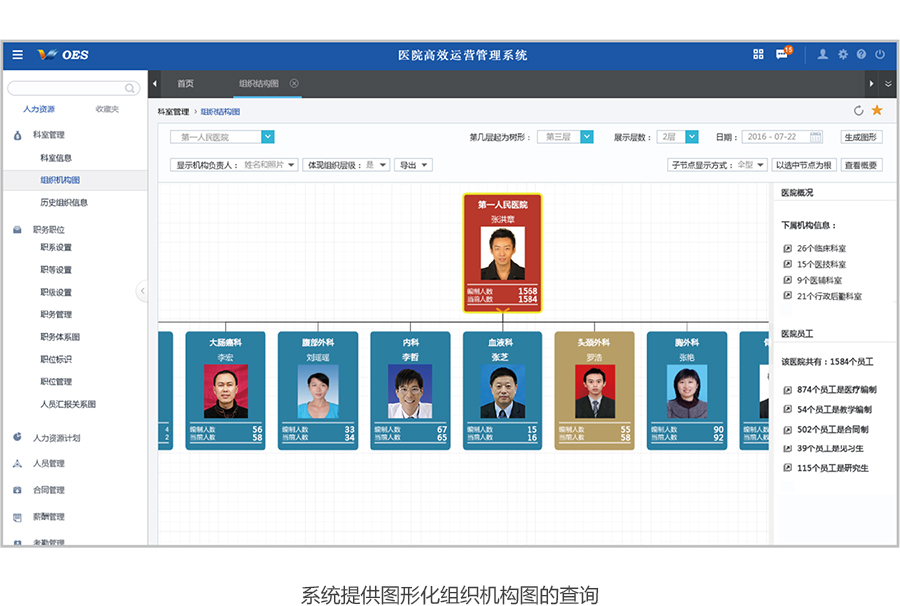 OES
医院高效运营管理系统
15
首页
组织结构图
人力资源
收藏夹
科室管理
科室信息
组织机构图
历史组织信息
职务职位
职系设置
职等设置
职级设置
职务管理
职务体系图
职位标识
职位管理
人员汇报关系图
人力资源计划
人员管理
合同管理
薪酬管理
考勤管理
科室管理 › 组织结构图
第一人民医院
第几层起为树形：
第三层
展示层数：
2层
日期：
2016 - 07-22
生成图形
显示机构负责人：姓名和照片
体现组织层级：是
导出
子节点显示方式：伞型
以选中节点为根
查看概要
第一人民医院
张洪章
编制人数 1568
当前人数 1584
4
2
大肠癌科
李宏
编制人数 56
当前人数 58
腹部外科
刘瑶瑶
编制人数 33
当前人数 34
内科
李哲
编制人数 67
当前人数 65
血液科
张芝
编制人数 15
当前人数 16
头颈外科
罗浩
编制人数 55
当前人数 58
胸外科
张艳
编制人数 90
当前人数 92
编制人数
当前人数
医院概况
下属机构信息：
26个临床科室
15个医技科室
9个医辅科室
21个行政后勤科室
医院员工
该医院共有：1584个员工
874个员工是医疗编制
54个员工是教学编制
502个员工是合同制
39个员工是见习生
115个员工是研究生
系统提供图形化组织机构图的查询